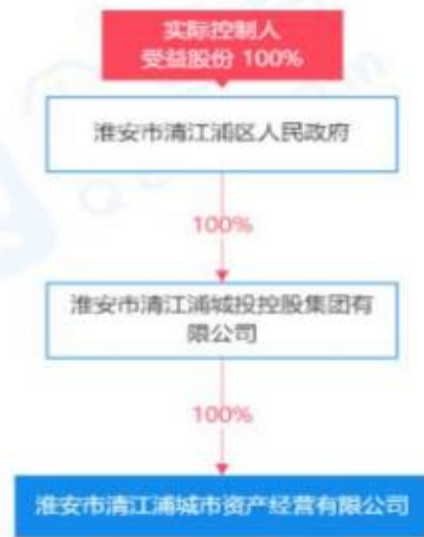 实际控制人
受益股份 100%
淮安市清江浦区人民政府
100%
淮安市清江浦城投控股集团有
限公司
100%
淮安市清江浦城市资产经营有限公司